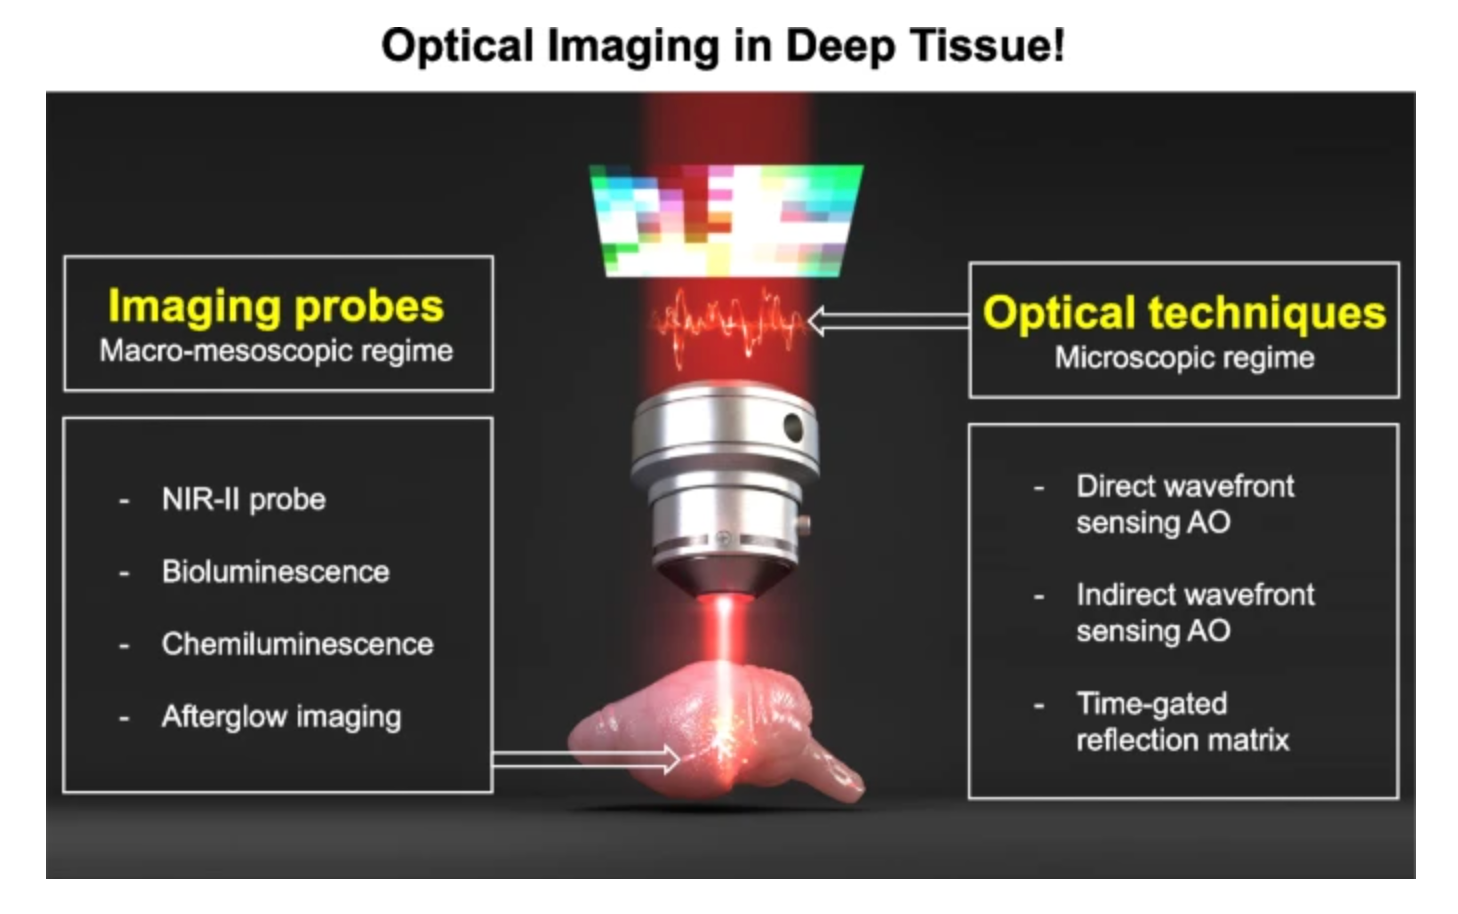 Optical Imaging in Deep Tissue!
Imaging probes
Macro-mesoscopic regime
- NIR-II probe
- Bioluminescence
- Chemiluminescence
- Afterglow imaging
Optical techniques
Microscopic regime
- Direct wavefront
sensing AO
- Indirect wavefront
sensing AO
- Time-gated
reflection matrix